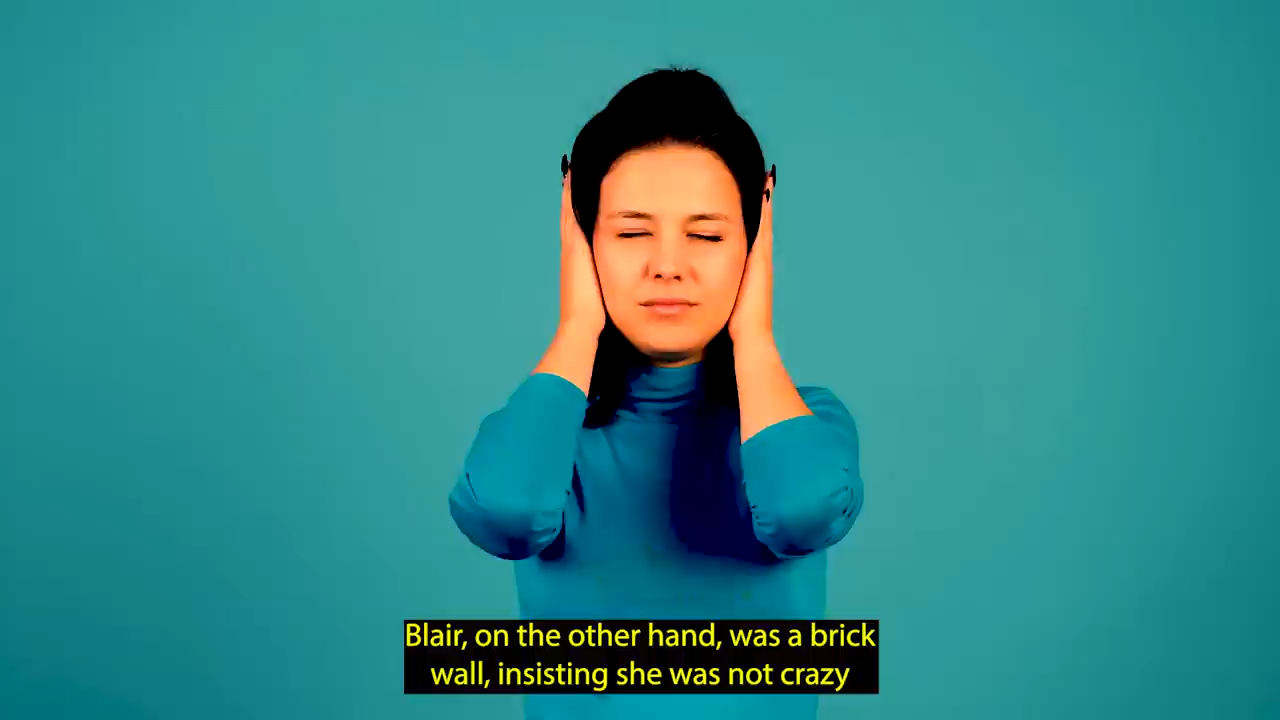 Blair, on the other hand, was a brick
wall, insisting she was not crazy